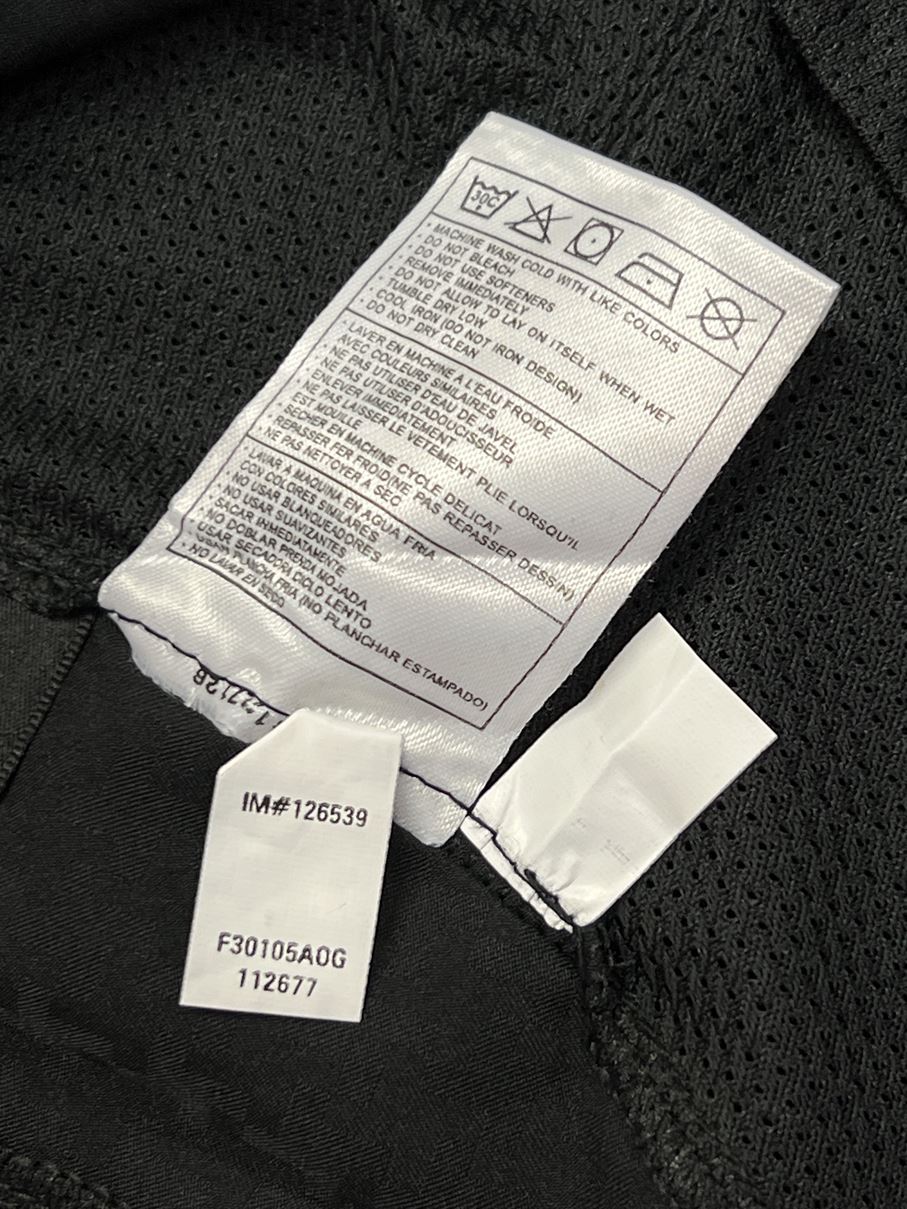 30C
• MACHINE WASH COLD WITH LIKE COLORS
• DO NOT BLEACH
• DO NOT USE SOFTENERS
• REMOVE IMMEDIATELY
• DO NOT ALLOW TO LAY ON ITSELF WHEN WET
• TUMBLE DRY LOW
• COOL IRON (DO NOT IRON DESIGN)
• DO NOT DRY CLEAN
• LAVER EN MACHINE A L'EAU FROIDE
AVEC COULEURS SIMILAIRES
• NE PAS UTILISER D'EAU DE JAVEL
• NE PAS UTILISER D'ADOUCISSEUR
• ENLEVER IMMEDIATEMENT
• NE PAS LAISSER LE VETEMENT PLIE LORSQU'IL
EST MOUILLE
• SECHER EN MACHINE CYCLE DELICAT
• REPASSER FER FROID(NE PAS REPASSER DESSIN)
• NE PAS NETTOYER A SEC
• LAVAR A MAQUINA EN AGUA FRIA
CON COLORES SIMILARES
• NO USAR BLANQUEADORES
• NO USAR SUAVIZANTES
• SACAR INMEDIATAMENTE
• NO DOBLAR PRENDA MOJADA
• USAR SECADORA CICLO LENTO
PLANCHA FRIA (NO PLANCHAR ESTAMPADO)
• NO LAVAR EN SECO
IM#126539
F30105AOG
112677